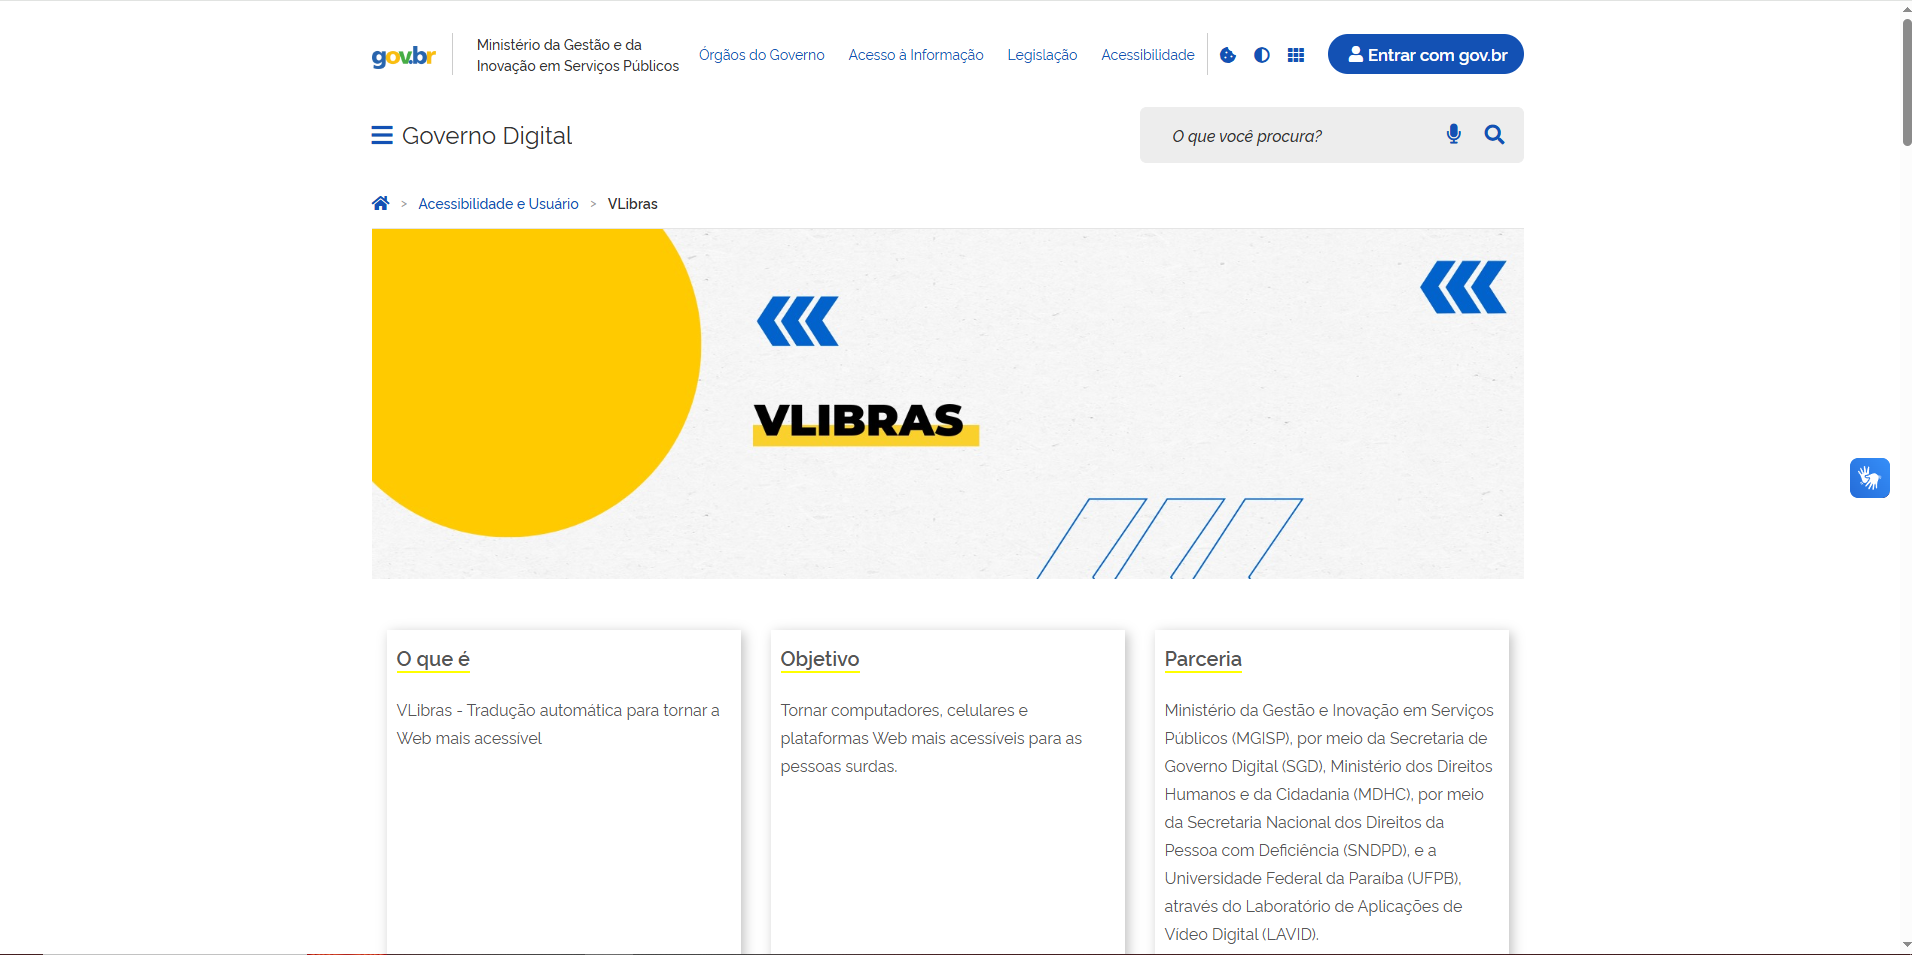 gov.br
Ministério da Gestão e da
Inovação em Serviços Públicos
Órgãos do Governo
Acesso à Informação
Legislação
Acessibilidade
Entrar com gov.br
Governo Digital
O que você procura?
> Acessibilidade e Usuário > VLibras
VLIBRAS
O que é
VLibras - Tradução automática para tornar a
Web mais acessível
Objetivo
Tornar computadores, celulares e
plataformas Web mais acessíveis para as
pessoas surdas.
Parceria
Ministério da Gestão e Inovação em Serviços
Públicos (MGISP), por meio da Secretaria de
Governo Digital (SGD), Ministério dos Direitos
Humanos e da Cidadania (MDHC), por meio
da Secretaria Nacional dos Direitos da
Pessoa com Deficiência (SNDPD), e a
Universidade Federal da Paraíba (UFPB),
através do Laboratório de Aplicações de
Vídeo Digital (LAVID).